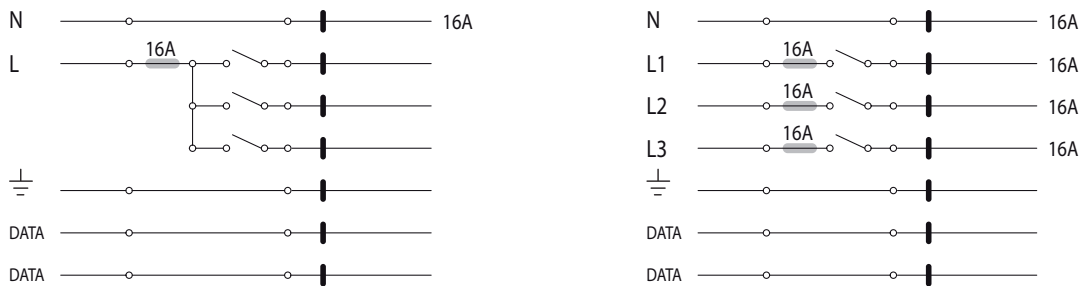 N 16A
L 16A
DATA
DATA
N 16A
L1 16A 16A
L2 16A 16A
L3 16A 16A
DATA
DATA